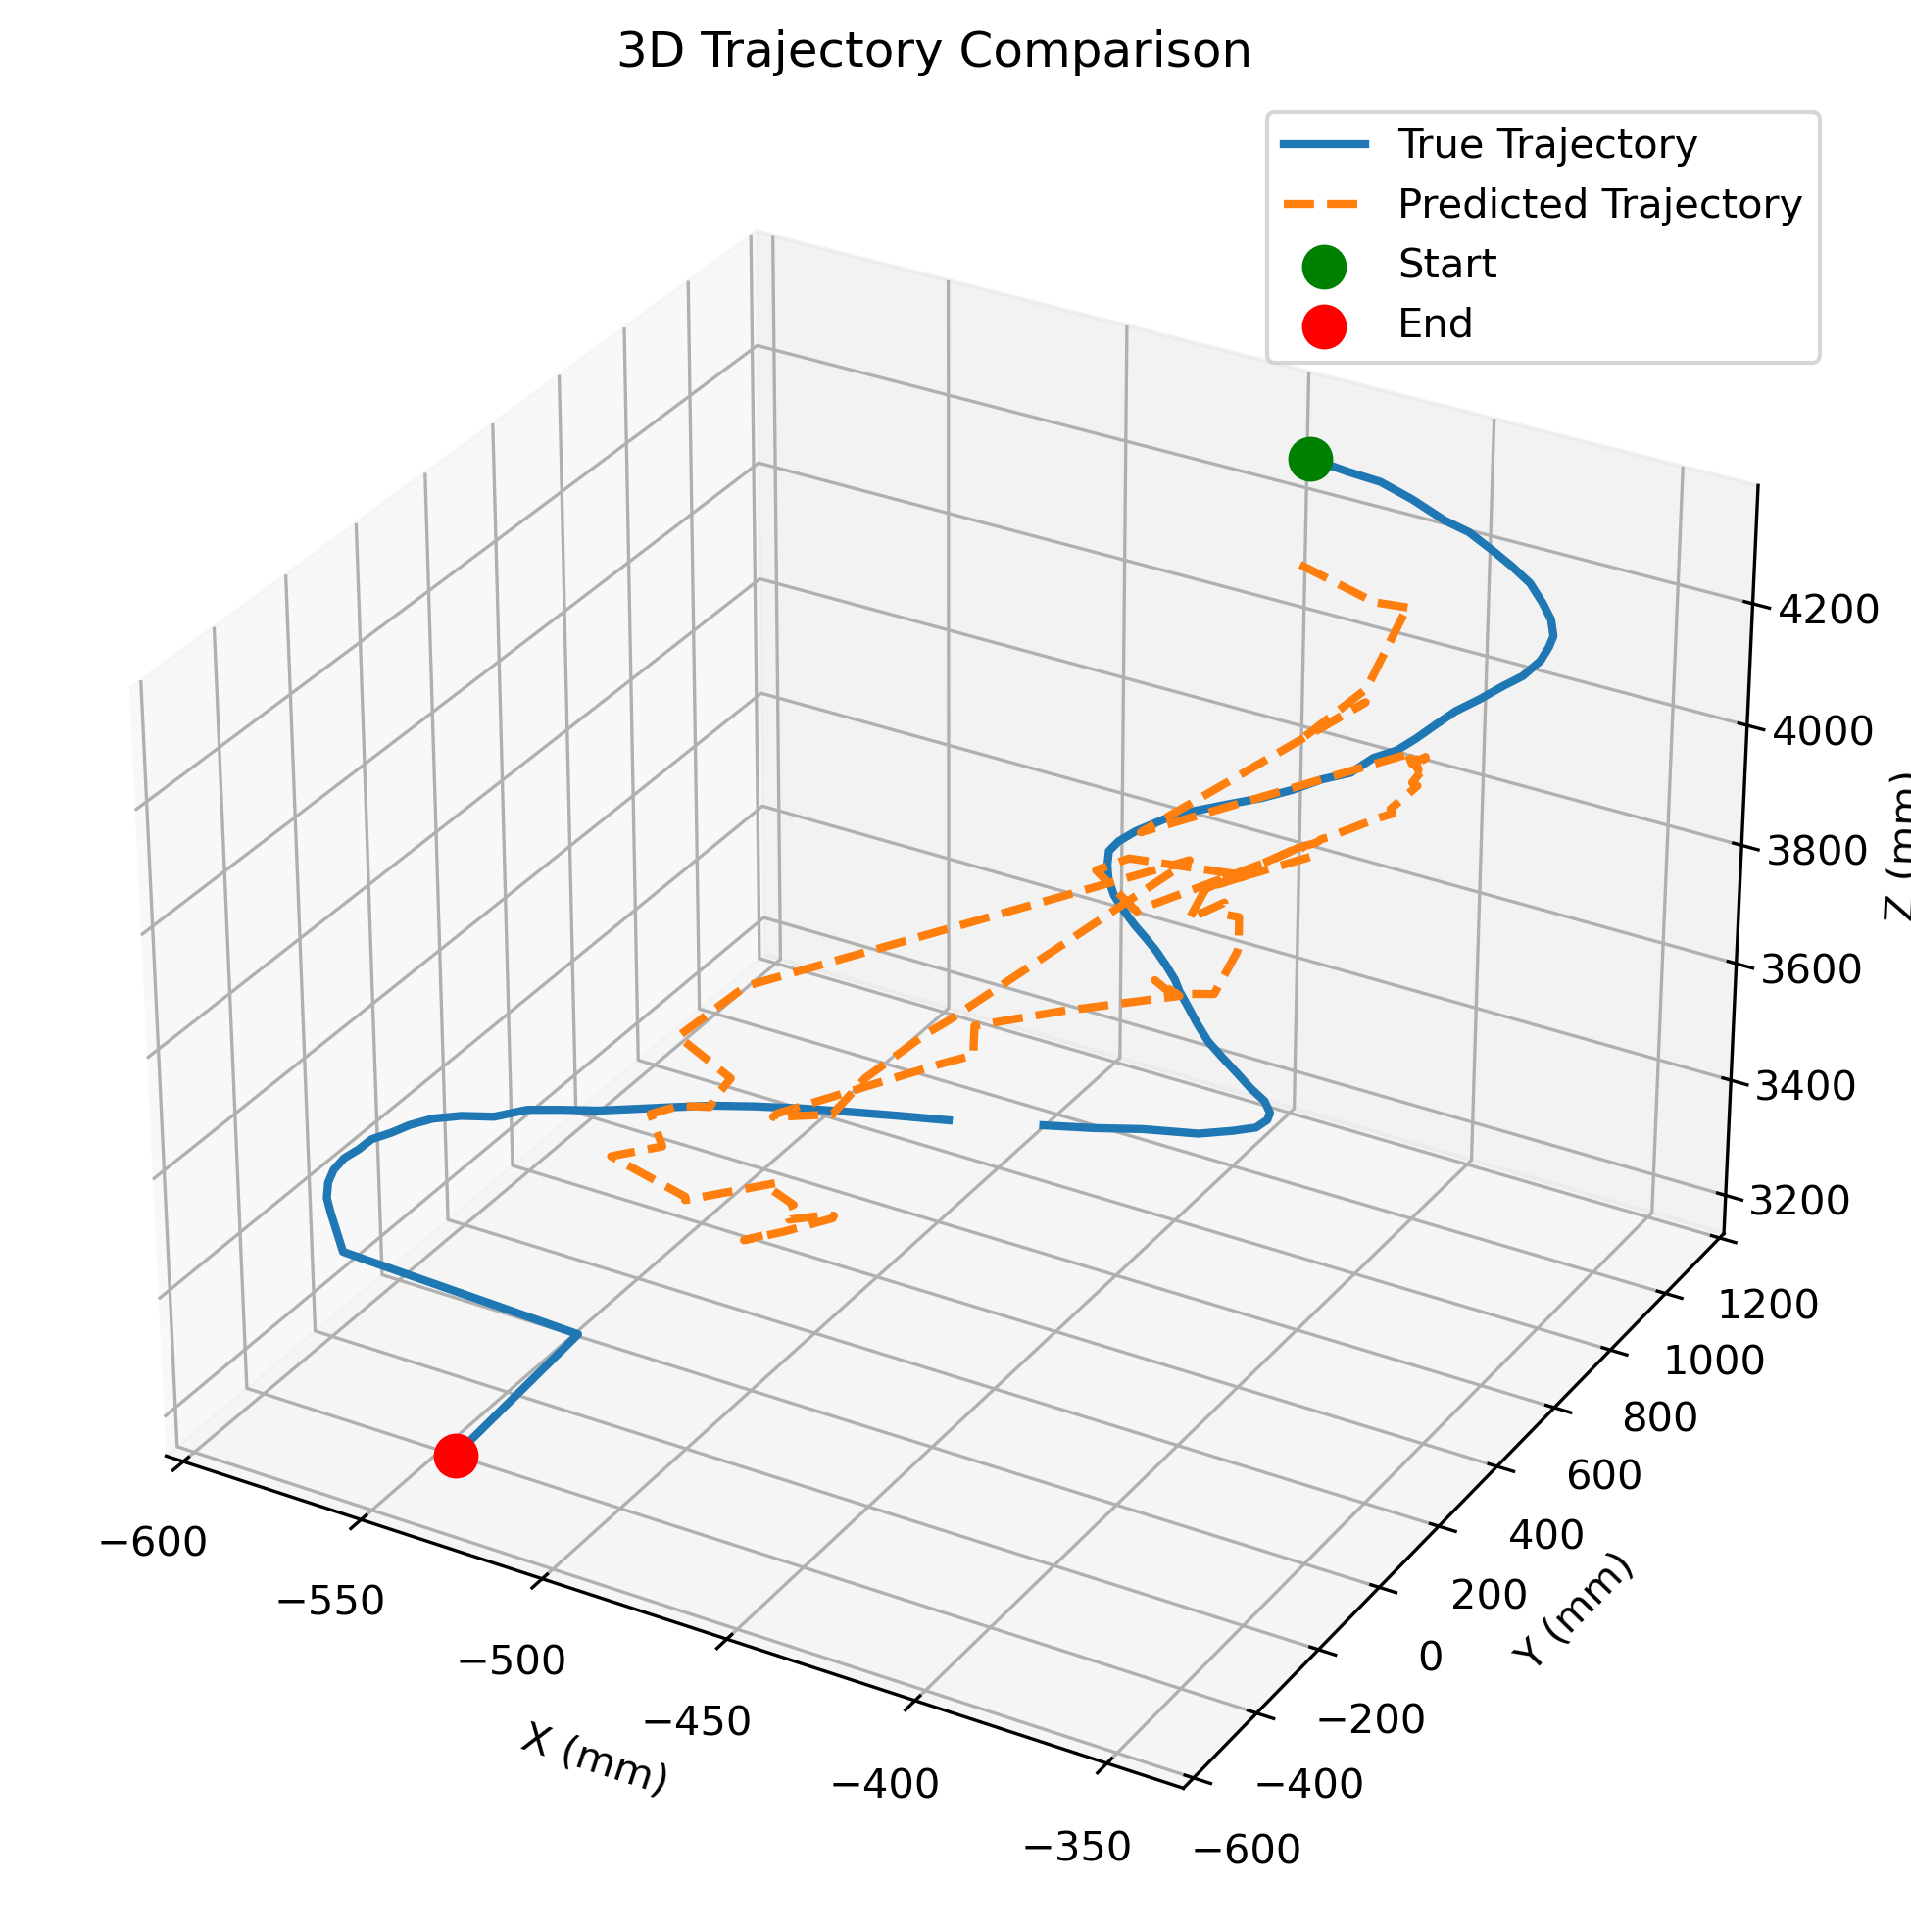 3D Trajectory Comparison
True Trajectory
Predicted Trajectory
Start
End
4200
4000
3800
3600
3400
3200
Z (mm)
1200
1000
800
600
400
200
0
−200
−400
−600
Y (mm)
−600
−550
−500
−450
−400
−350
X (mm)